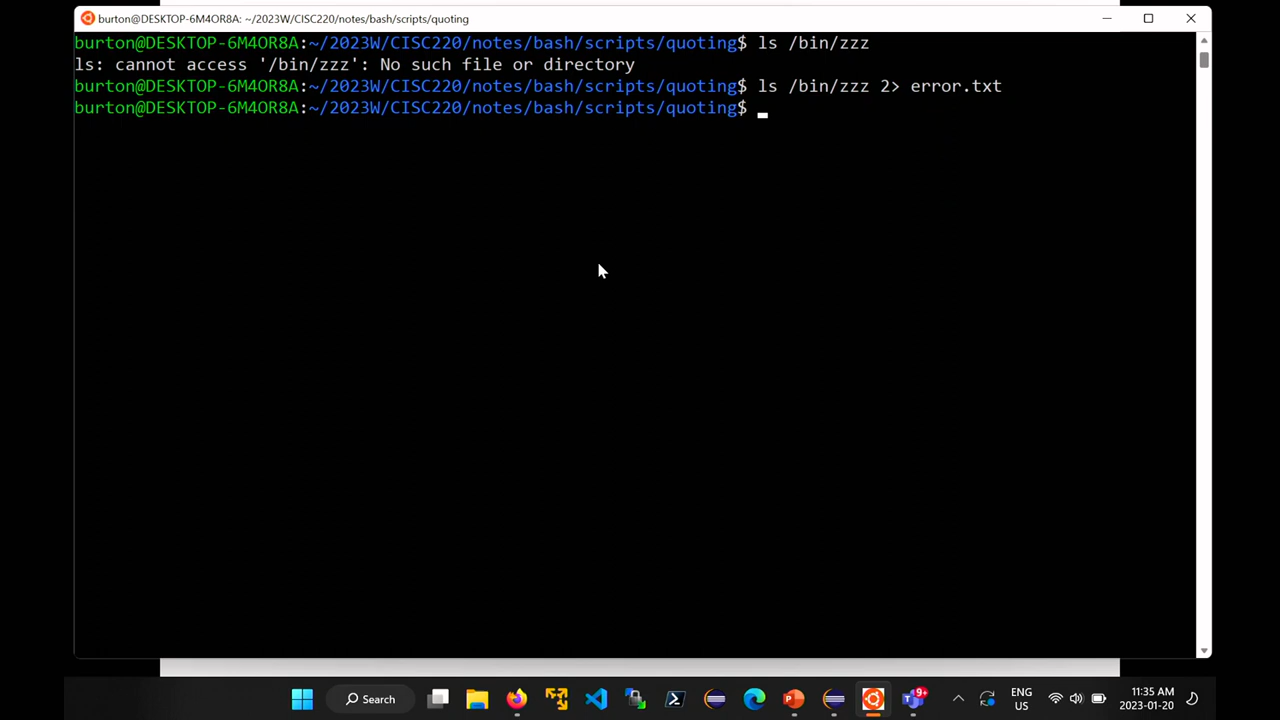 burton@DESKTOP-6M4OR8A: ~/2023W/CISC220/notes/bash/scripts/quoting
burton@DESKTOP-6M4OR8A:~/2023W/CISC220/notes/bash/scripts/quoting$ ls /bin/zzz
ls: cannot access '/bin/zzz': No such file or directory
burton@DESKTOP-6M4OR8A:~/2023W/CISC220/notes/bash/scripts/quoting$ ls /bin/zzz 2> error.txt
burton@DESKTOP-6M4OR8A:~/2023W/CISC220/notes/bash/scripts/quoting$
Search
9+
ENG
US
11:35 AM
2023-01-20